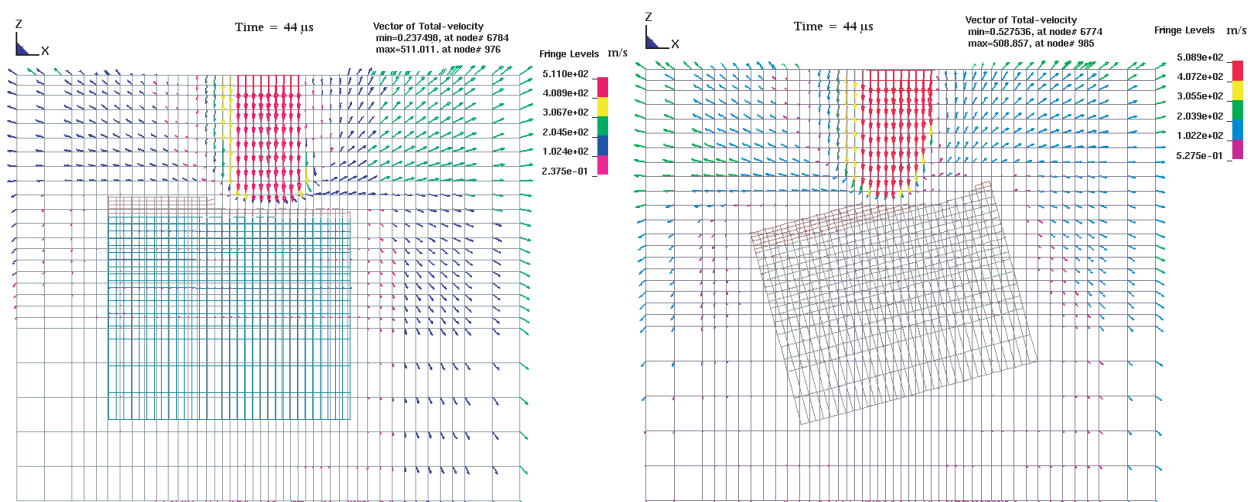 Z
X
Time = 44 μs
Vector of Total-velocity
min=0.237498, at node# 6784
max=511.011, at node# 976
Fringe Levels m/s
5.110e+02
4.089e+02
3.067e+02
2.045e+02
1.024e+02
2.375e-01
Z
X
Time = 44 μs
Vector of Total-velocity
min=0.527536, at node# 6774
max=508.857, at node# 985
Fringe Levels m/s
5.089e+02
4.072e+02
3.055e+02
2.039e+02
1.022e+02
5.275e-01